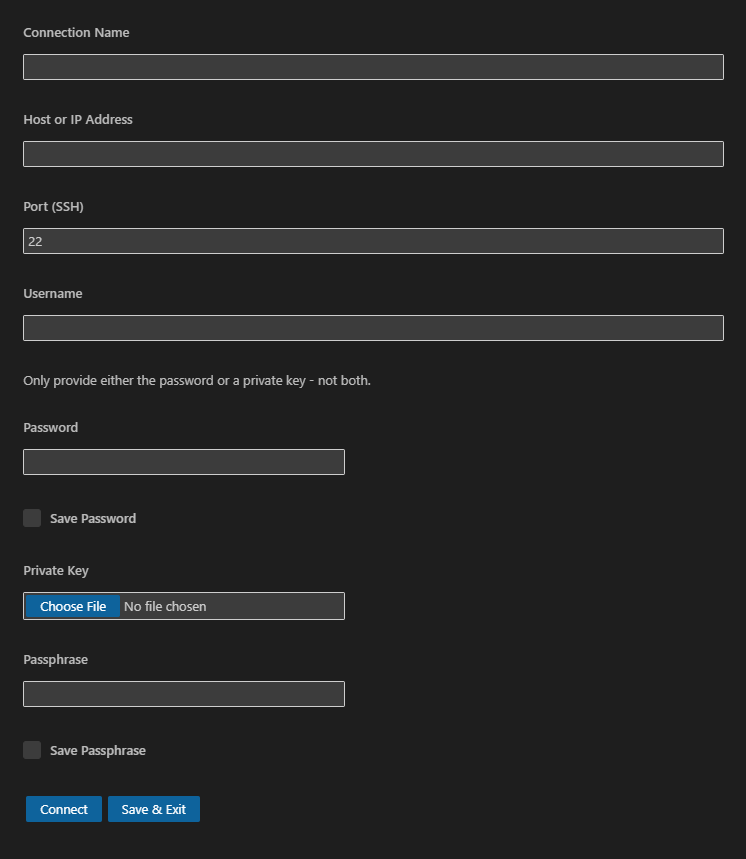 Connection Name
Host or IP Address
Port (SSH)
22
Username
Only provide either the password or a private key - not both.
Password
Save Password
Private Key
Choose File No file chosen
Passphrase
Save Passphrase
Connect Save & Exit